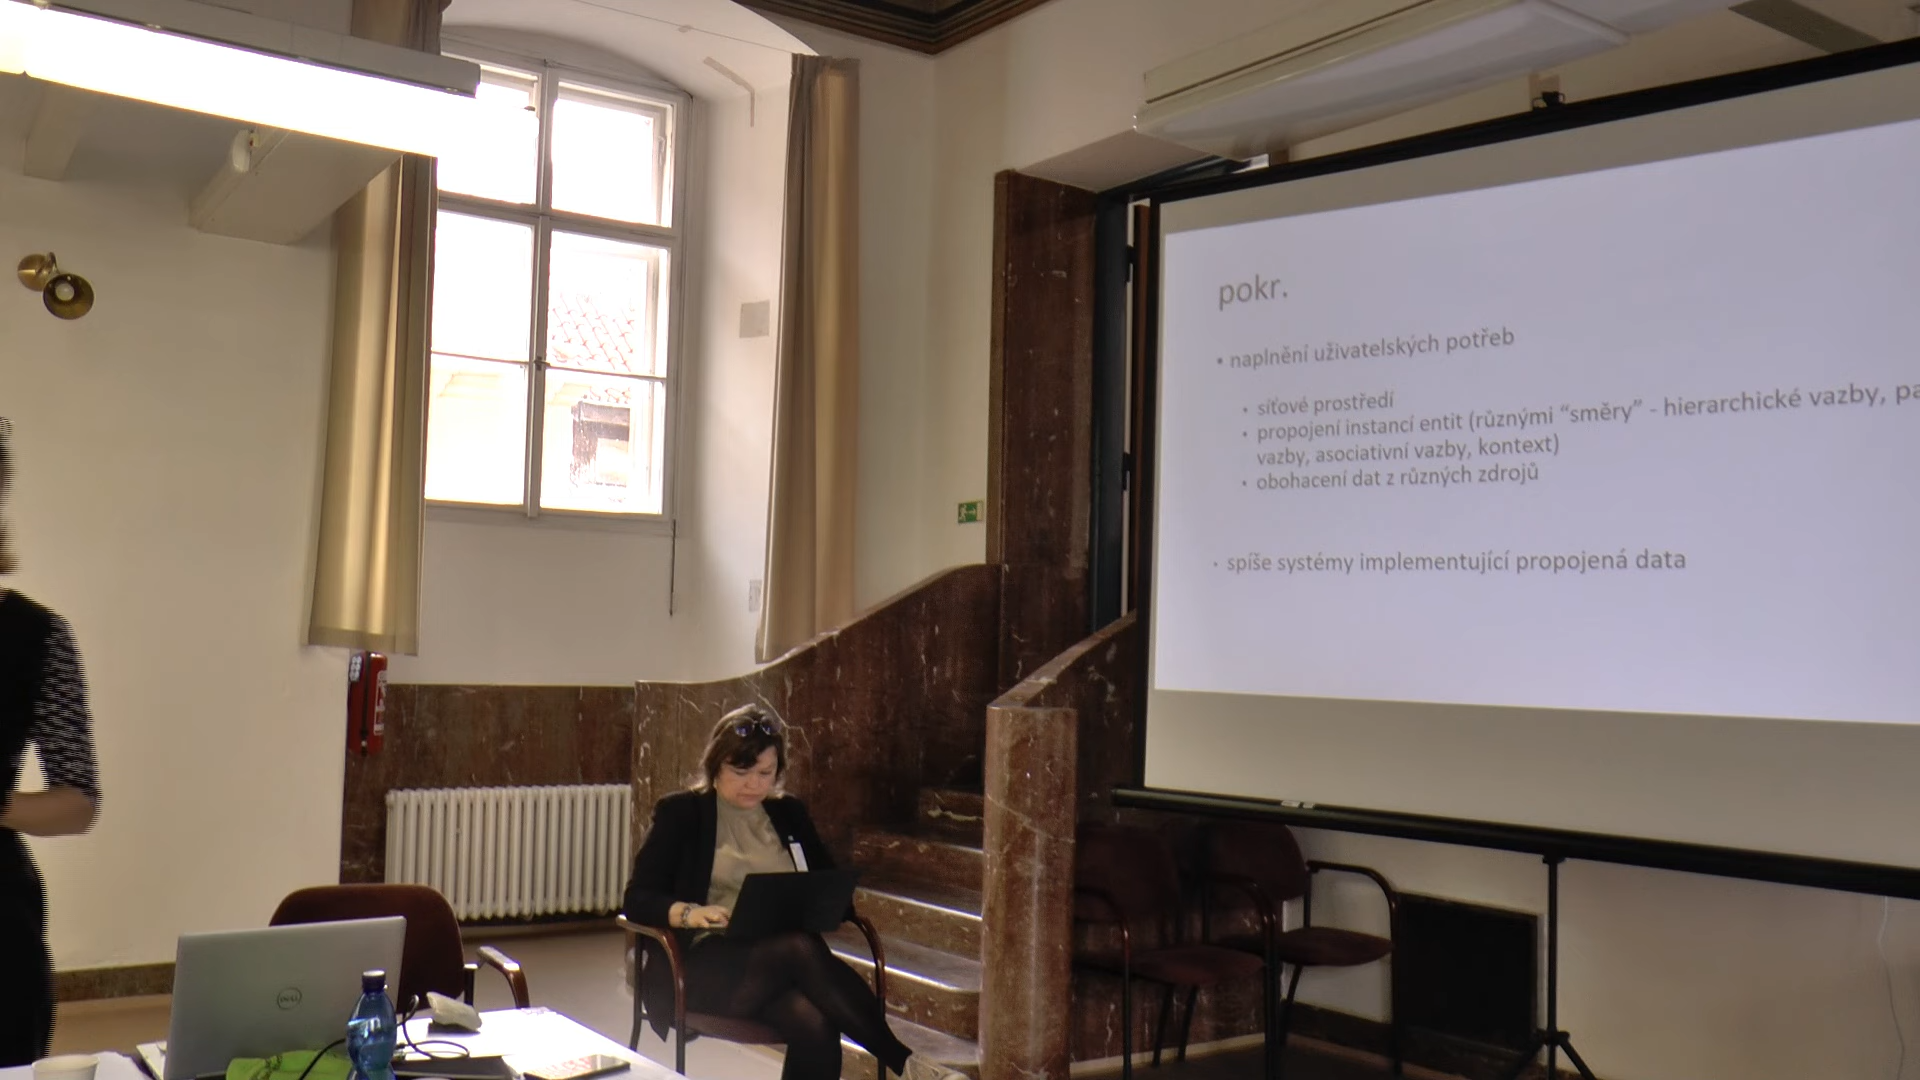 pokr.
• naplnění uživatelských potřeb
• síťové prostředí
• propojení instancí entit (různými “směry” - hierarchické vazby, pa
vazby, asociativní vazby, kontext)
• obohacení dat z různých zdrojů
• spíše systémy implementující propojená data
DELL